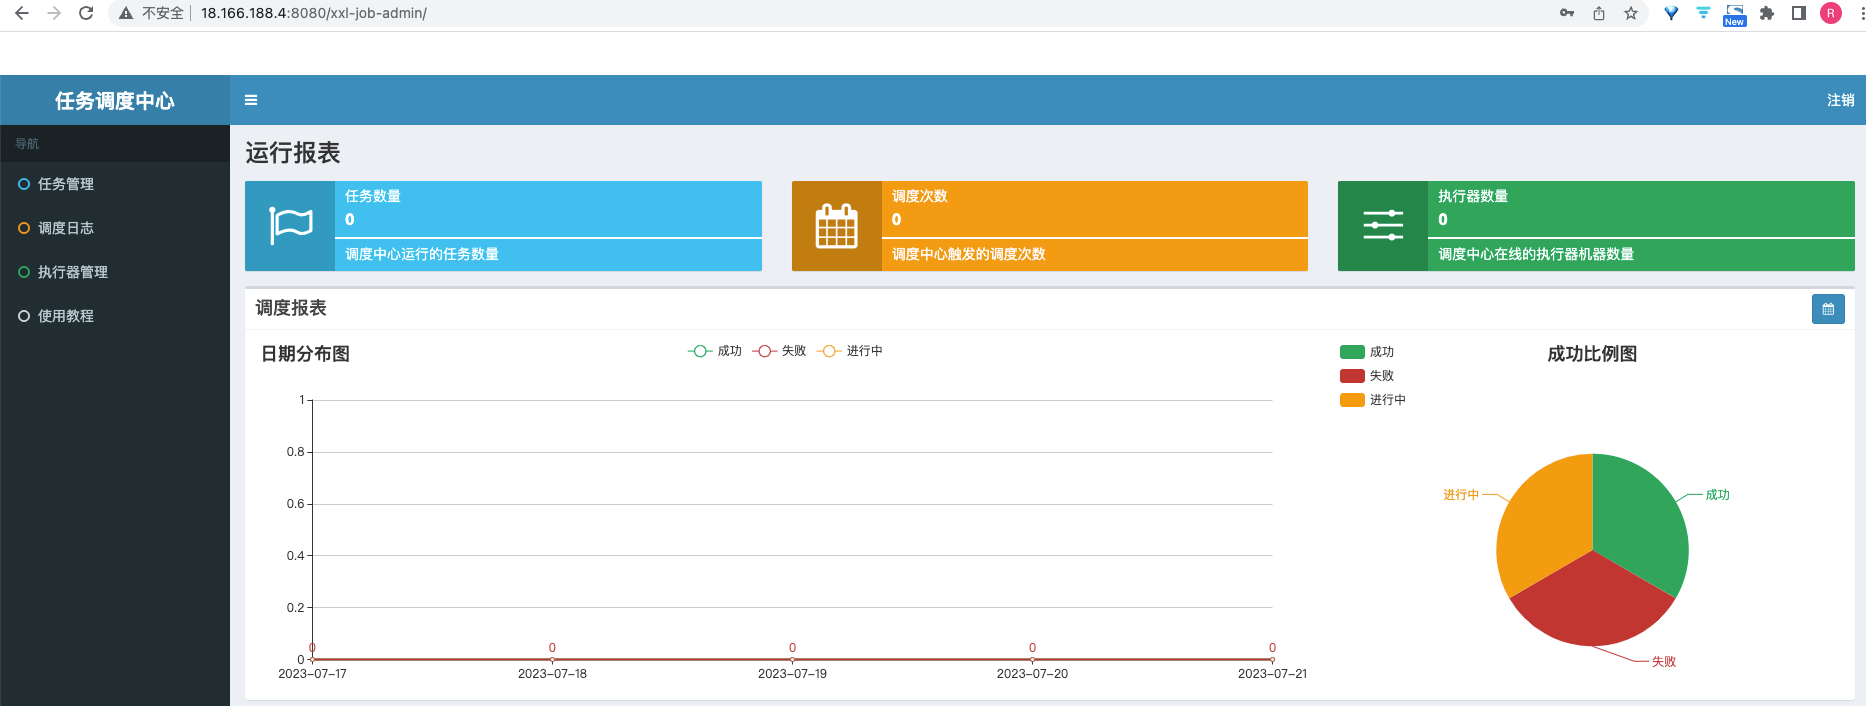 不安全 18.166.188.4:8080/xxl-job-admin/
New
R
任务调度中心
注销
导航
任务管理
调度日志
执行器管理
使用教程
运行报表
任务数量
0
调度中心运行的任务数量
调度次数
0
调度中心触发的调度次数
执行器数量
0
调度中心在线的执行器机器数量
调度报表
日期分布图
成功 失败 进行中
1
0.8
0.6
0.4
0.2
0
0 0 0 0 0
2023-07-17 2023-07-18 2023-07-19 2023-07-20 2023-07-21
成功
失败
进行中
成功比例图
进行中
成功
失败